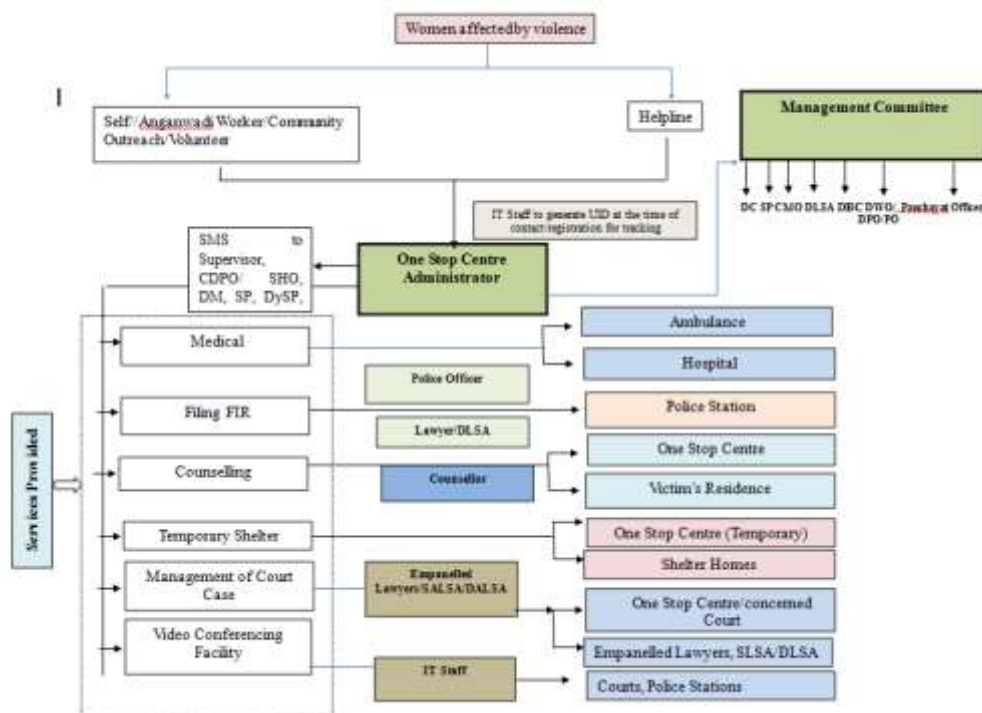 Women affectedby violence
Self/ Anganwadi Worker/Community
Outreach/Volunteer
Helpline
Management Committee
DC SP CMO DLSA DBC DWO/ Panchayat Officer
DPO/PO
IT Staff to generate UID at the time of
contact/registration for tracking
SMS to
Supervisor,
CDPO/ SHO,
DM, SP, DySP,
One Stop Centre
Administrator
Services Provided
Medical
Ambulance
Hospital
Police Officer
Filing FIR
Police Station
Lawyer/DLSA
Counselling
Counsellor
One Stop Centre
Victim's Residence
Temporary Shelter
One Stop Centre (Temporary)
Shelter Homes
Management of Court
Case
Empanelled
Lawyers/SALSA/DALSA
One Stop Centre/concerned
Court
Video Conferencing
Facility
Empanelled Lawyers, SLSA/DLSA
IT Staff
Courts, Police Stations